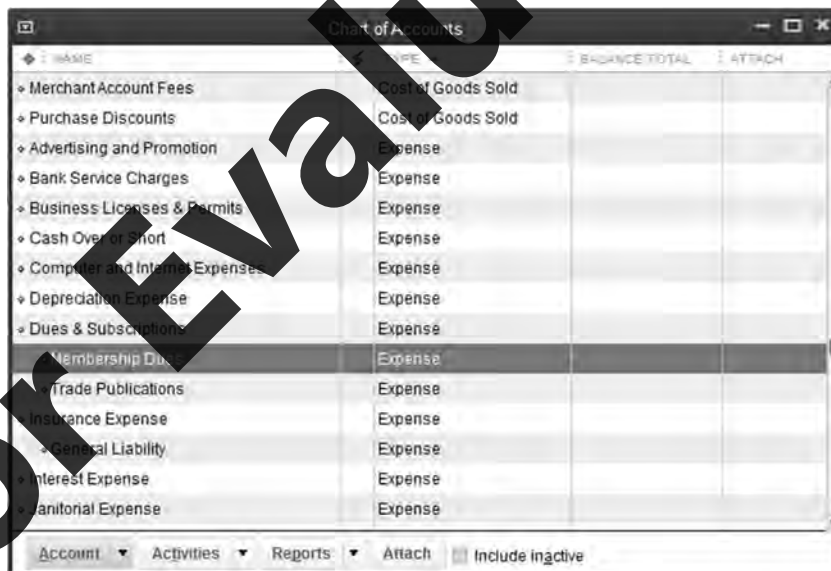 Chart of Accounts
NAME TYPE BALANCE TOTAL ATTACH
Merchant Account Fees Cost of Goods Sold
Purchase Discounts Cost of Goods Sold
Advertising and Promotion Expense
Bank Service Charges Expense
Business Licenses & Permits Expense
Cash Over or Short Expense
Computer and Internet Expenses Expense
Depreciation Expense Expense
Dues & Subscriptions Expense
Membership Dues Expense
Trade Publications Expense
Insurance Expense Expense
General Liability Expense
Interest Expense Expense
Janitorial Expense Expense
Account Activities Reports Attach Include inactive
or Evalu